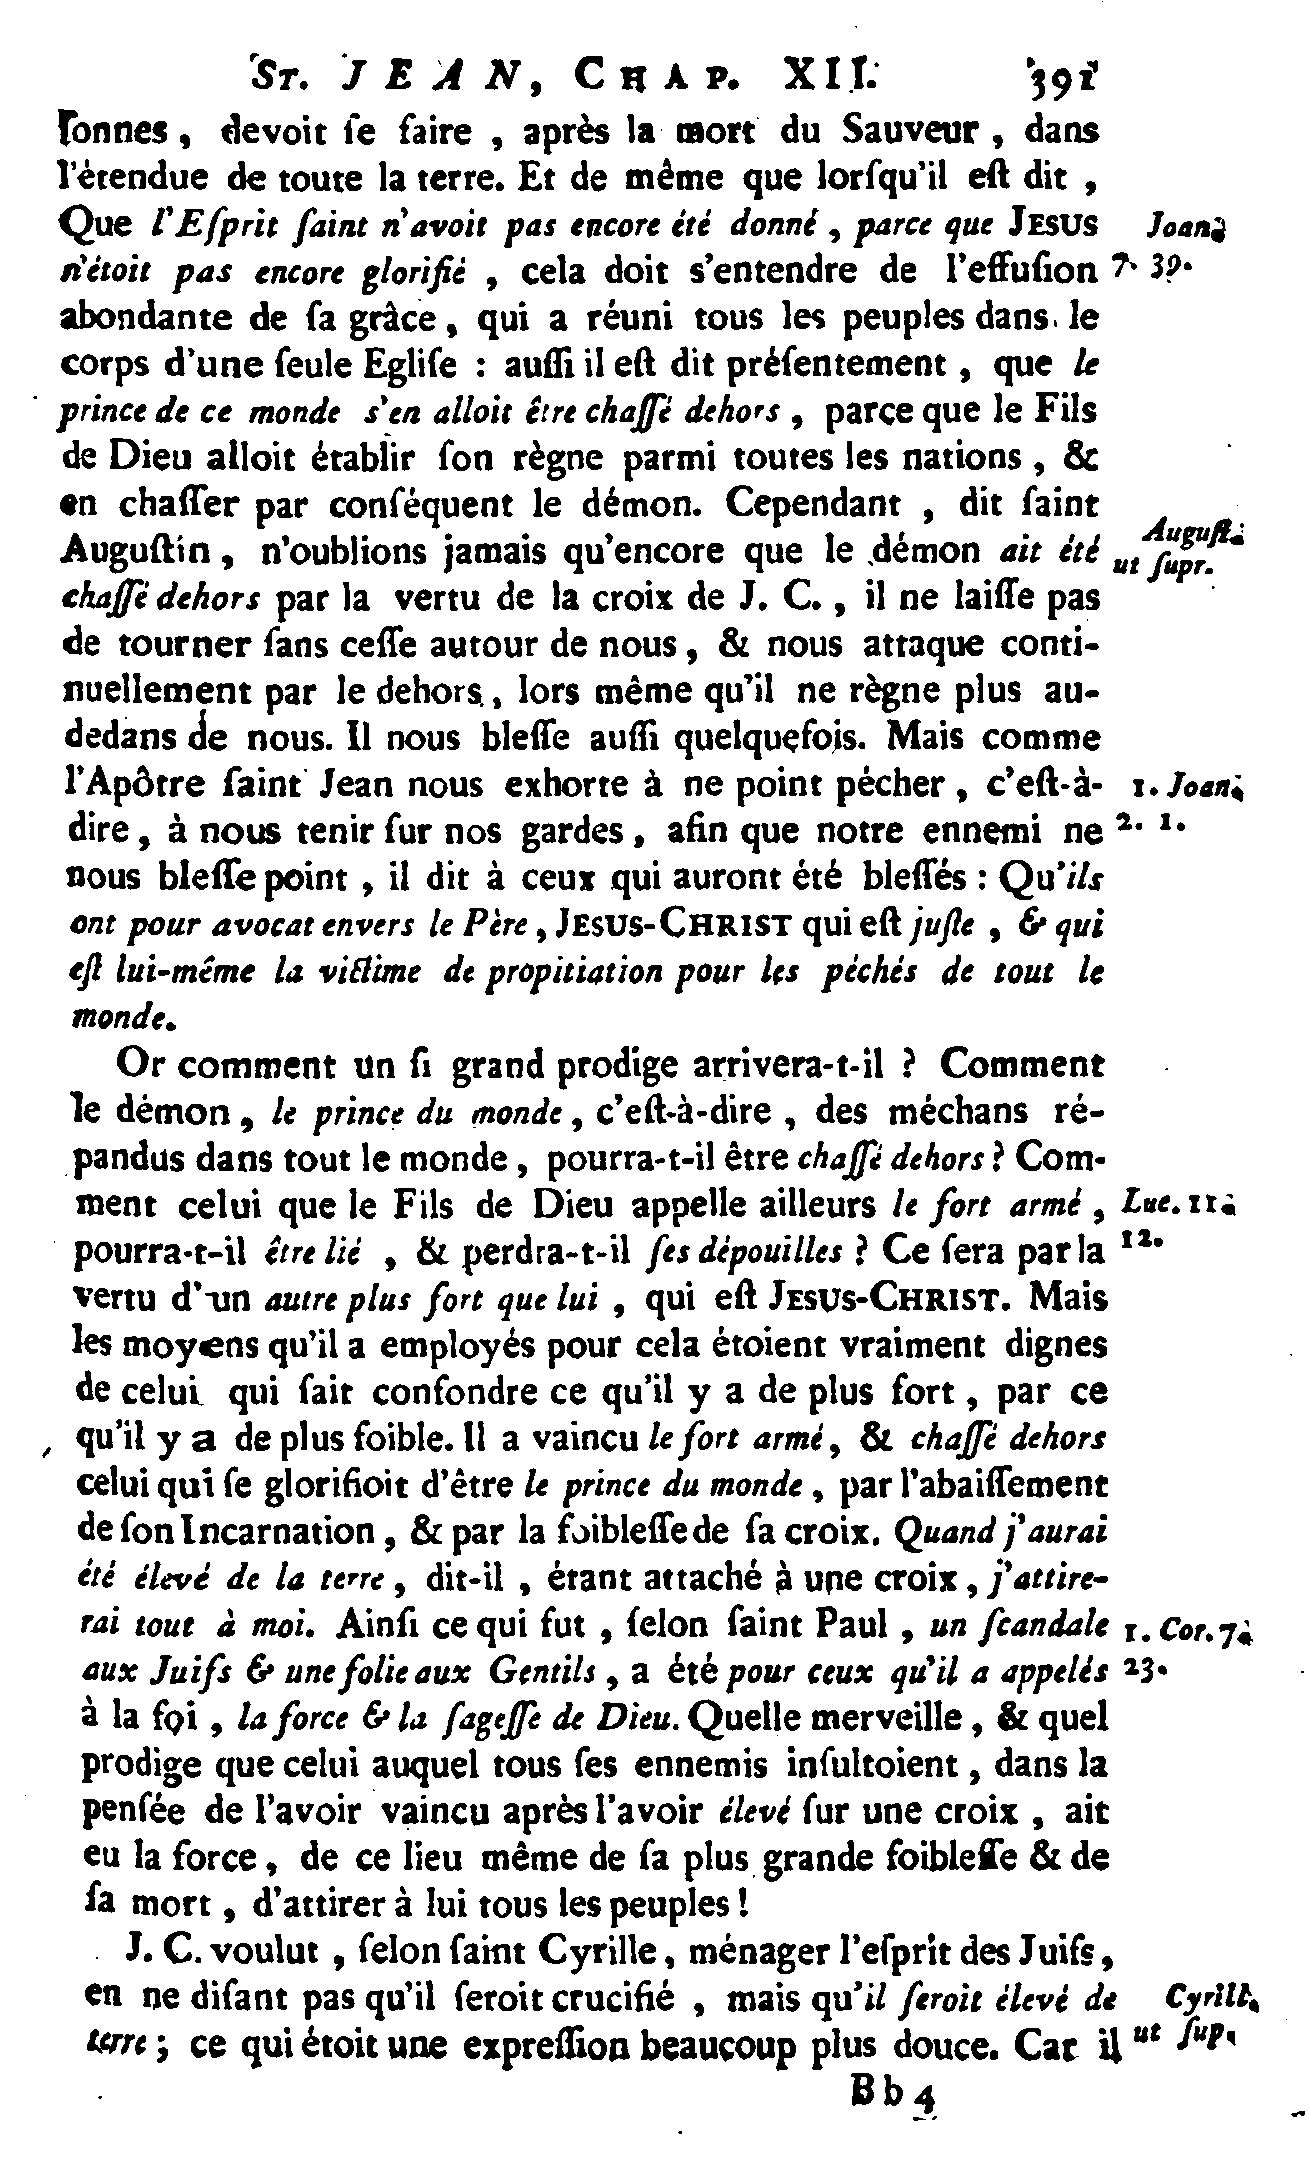 ST. JEAN, CHAP. XII. 391
ſonnes, devoit ſe faire, après la mort du Sauveur, dans
l'étendue de toute la terre. Et de même que lorſqu'il eſt dit,
Que l'Eſprit ſaint n'avoit pas encore été donné, parce que JESUS Joan.
n'étoit pas encore glorifié, cela doit s'entendre de l'effuſion 7. 39.
abondante de ſa grâce, qui a réuni tous les peuples dans le
corps d'une ſeule Egliſe : auſſi il eſt dit préſentement, que le
prince de ce monde s'en alloit être chaſſé dehors, parce que le Fils
de Dieu alloit établir ſon règne parmi toutes les nations, &
en chaſſer par conſéquent le démon. Cependant, dit ſaint
Auguſtin, n'oublions jamais qu'encore que le démon ait été Auguſt.
chaſſé dehors par la vertu de la croix de J. C., il ne laiſſe pas ut ſupr.
de tourner ſans ceſſe autour de nous, & nous attaque conti-
nuellement par le dehors, lors même qu'il ne règne plus au-
dedans de nous. Il nous bleſſe auſſi quelquefois. Mais comme
l'Apôtre ſaint Jean nous exhorte à ne point pécher, c'eſt-à- 1. Joan.
dire, à nous tenir ſur nos gardes, afin que notre ennemi ne 2. 1.
nous bleſſe point, il dit à ceux qui auront été bleſſés : Qu'ils
ont pour avocat envers le Père, JESUS-CHRIST qui eſt juſte, & qui
eſt lui-même la victime de propitiation pour les péchés de tout le
monde.
Or comment un ſi grand prodige arrivera-t-il ? Comment
le démon, le prince du monde, c'eſt-à-dire, des méchans ré-
pandus dans tout le monde, pourra-t-il être chaſſé dehors ? Com-
ment celui que le Fils de Dieu appelle ailleurs le fort armé, Luc. 11.
pourra-t-il être lié, & perdra-t-il ſes dépouilles ? Ce ſera par la 12.
vertu d'un autre plus fort que lui, qui eſt JESUS-CHRIST. Mais
les moyens qu'il a employés pour cela étoient vraiment dignes
de celui qui ſait confondre ce qu'il y a de plus fort, par ce
qu'il y a de plus foible. Il a vaincu le fort armé, & chaſſé dehors
celui qui ſe glorifioit d'être le prince du monde, par l'abaiſſement
de ſon Incarnation, & par la foibleſſe de ſa croix. Quand j'aurai
été élevé de la terre, dit-il, étant attaché à une croix, j'attire-
rai tout à moi. Ainſi ce qui fut, ſelon ſaint Paul, un ſcandale 1. Cor. 7.
aux Juifs & une folie aux Gentils, a été pour ceux qu'il a appelés 23.
à la foi, la force & la ſageſſe de Dieu. Quelle merveille, & quel
prodige que celui auquel tous ſes ennemis inſultoient, dans la
penſée de l'avoir vaincu après l'avoir élevé ſur une croix, ait
eu la force, de ce lieu même de ſa plus grande foibleſſe & de
ſa mort, d'attirer à lui tous les peuples !
J. C. voulut, ſelon ſaint Cyrille, ménager l'eſprit des Juifs,
en ne diſant pas qu'il ſeroit crucifié, mais qu'il ſeroit élevé de Cyrill.
terre ; ce qui étoit une expreſſion beaucoup plus douce. Car il ut ſup.
Bb 4